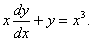 x dy/dx + y = x³.